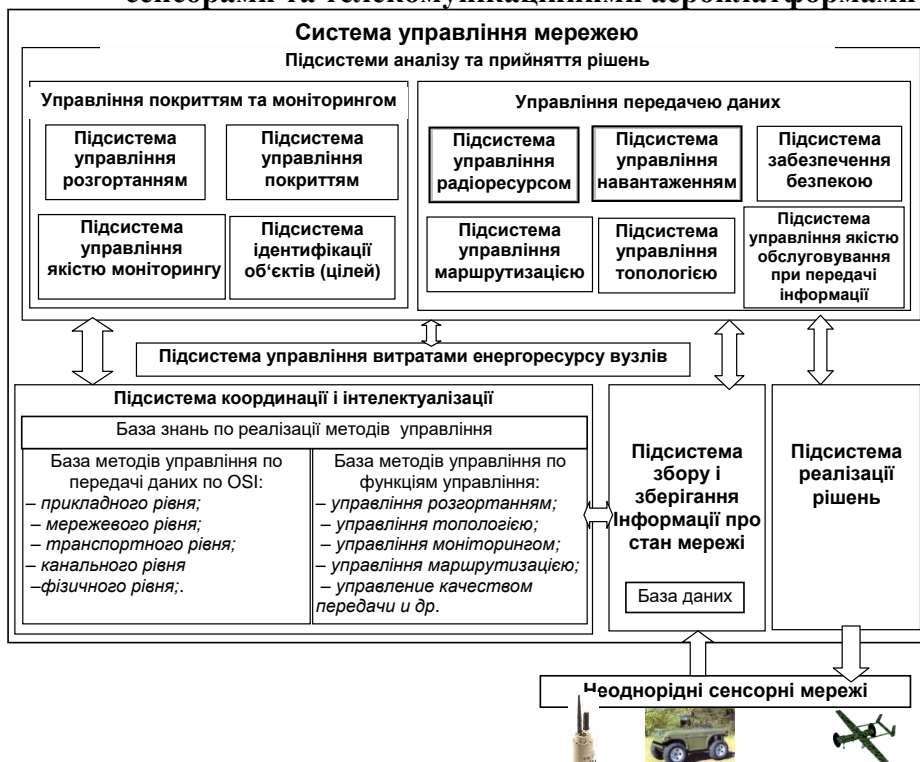 сенсорами та телекомунікаційними аероплатформами
Система управління мережею
Підсистеми аналізу та прийняття рішень
Управління покриттям та моніторингом
Підсистема
управління
розгортанням
Підсистема
управління
покриттям
Підсистема
управління
якістю моніторингу
Підсистема
ідентифікації
об‘єктів (цілей)
Управління передачею даних
Підсистема
управління
радіоресурсом
Підсистема
управління
навантаженням
Підсистема
забезпечення
безпекою
Підсистема
управління
маршрутизацією
Підсистема
управління
топологією
Підсистема
управління якістю
обслуговування
при передачі
інформації
Підсистема управління витратами енергоресурсу вузлів
Підсистема координації і інтелектуалізації
База знань по реалізації методів управління
База методів управління по
передачі даних по OSI:
– прикладного рівня;
– мережевого рівня;
– транспортного рівня;
– канального рівня
–фізичного рівня;.
База методів управління по
функціям управління:
– управління розгортанням;
– управління топологією;
– управління моніторингом;
– управління маршрутизацією;
– управление качеством
передачи и др.
Підсистема
збору і
зберігання
Інформації про
стан мережі
База даних
Підсистема
реалізації
рішень
Неоднорідні сенсорні мережі